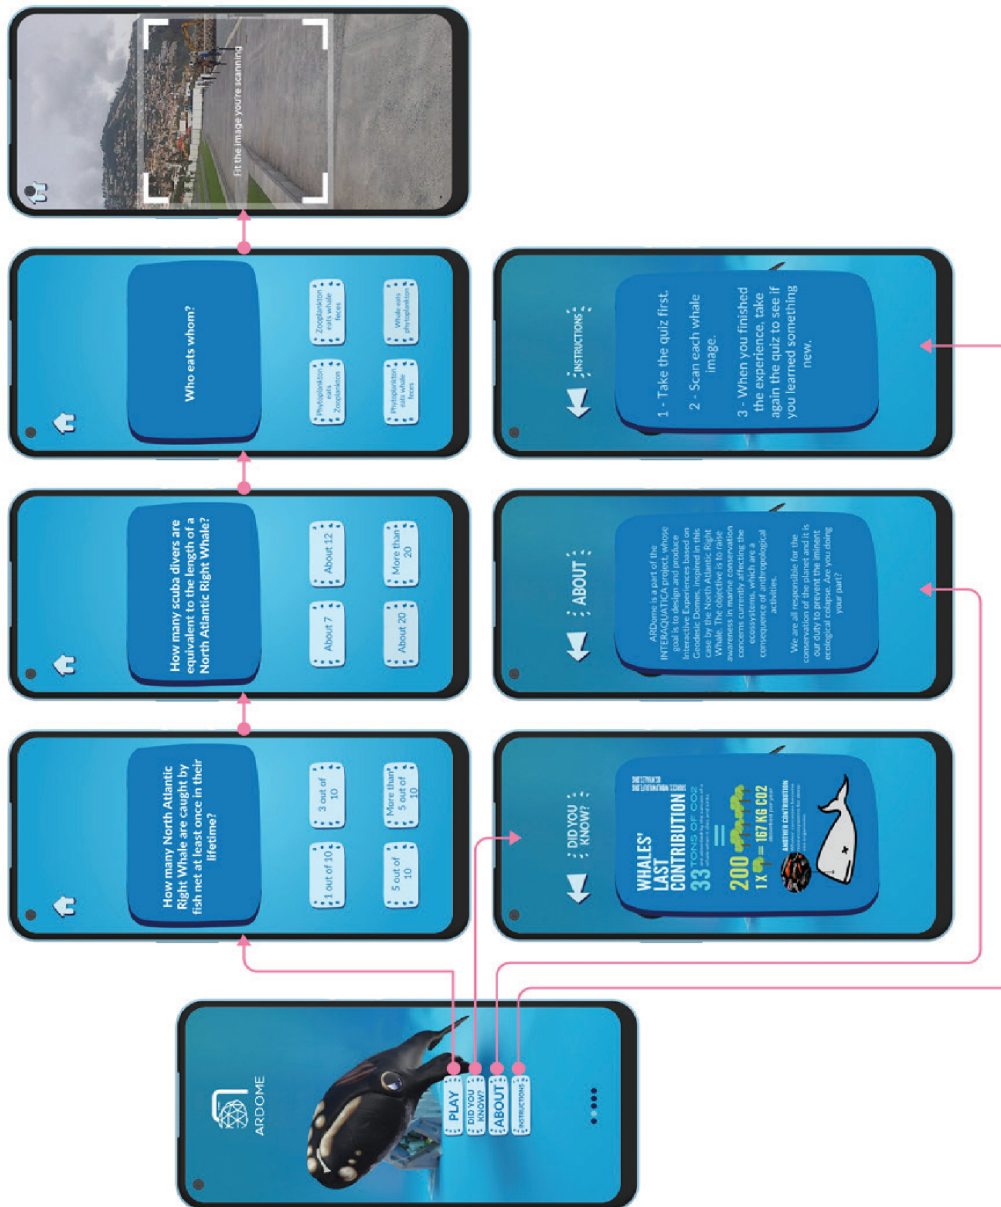 ARDOME
PLAY
DID YOU
KNOW?
ABOUT
INSTRUCTIONS
How many North Atlantic
Right Whale are caught by
fish net at least once in their
lifetime?
1 out of 10
3 out of
10
5 out of
10
More than
5 out of
10
How many scuba divers are
equivalent to the length of a
North Atlantic Right Whale?
About 7
About 12
About 20
More than
20
Who eats whom?
Phytoplankton
eats
Zooplankton
Zooplankton
eats whale
feces
Phytoplankton
eats whale
feces
Whale eats
phytoplankton
Fit the image you're scanning
DID YOU
KNOW?
WHALES'
LAST
CONTRIBUTION
33 TONS OF CO2
200
1 X = 167 KG CO2
ANOTHER CONTRIBUTION
ABOUT
ARDome is a part of the
INTERAQUATICA project, whose
goal is to design and produce
Interactive Experiences based on
Geodesic Domes. Inspired in this
case by the North Atlantic Right
Whale. The objective is to raise
awareness in marine conservation
concerns currently affecting the
ecosystems, which are a
consequence of anthropological
activities.
We are all responsible for the
conservation of the planet and it is
our duty to prevent the iminent
ecological colapse. Are you doing
your part?
INSTRUCTIONS
1 - Take the quiz first.
2 - Scan each whale
image.
3 - When you finished
the experience, take
again the quiz to see if
you learned something
new.